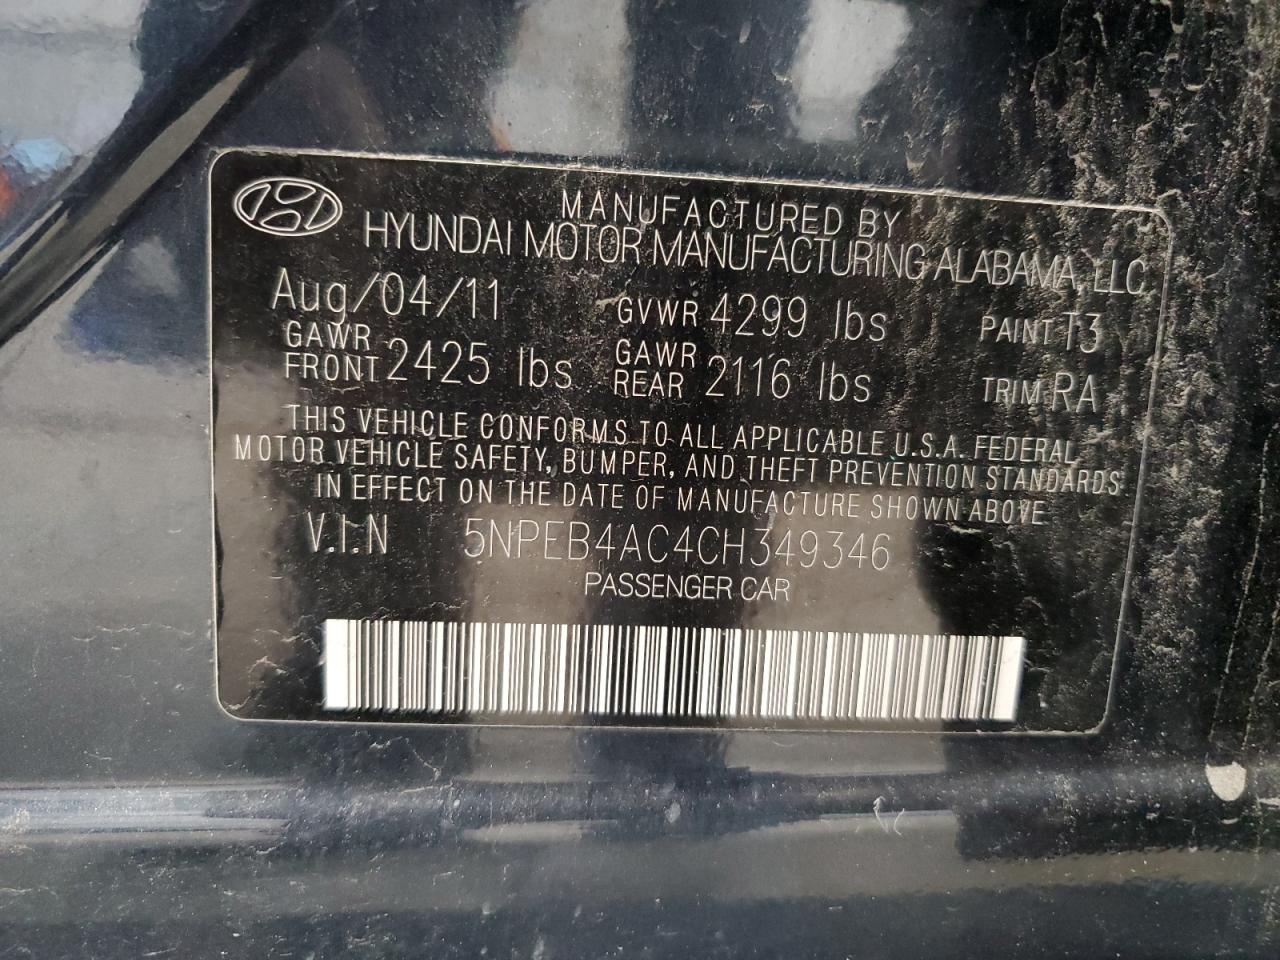 MANUFACTURED BY
HYUNDAI MOTOR MANUFACTURING ALABAMA, LLC
Aug/04/11 GVWR 4299 lbs PAINT T3
GAWR FRONT 2425 lbs GAWR REAR 2116 lbs TRIM RA
THIS VEHICLE CONFORMS TO ALL APPLICABLE U.S.A. FEDERAL
MOTOR VEHICLE SAFETY, BUMPER, AND THEFT PREVENTION STANDARDS
IN EFFECT ON THE DATE OF MANUFACTURE SHOWN ABOVE
V.I.N 5NPEB4AC4CH349346
PASSENGER CAR